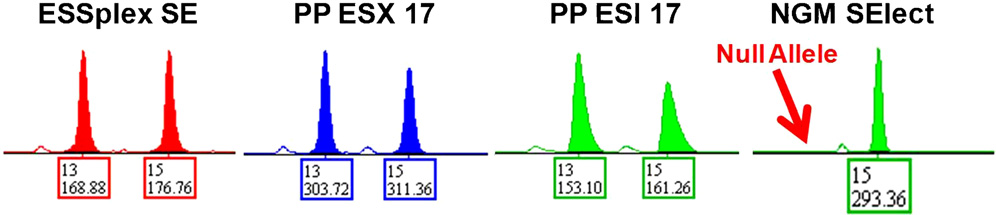 ESSplex SE PP ESX 17 PP ESI 17 NGM SElect
Null Allele
13 15 13 15 13 15 15
168.88 176.76 303.72 311.36 153.10 161.26 293.36